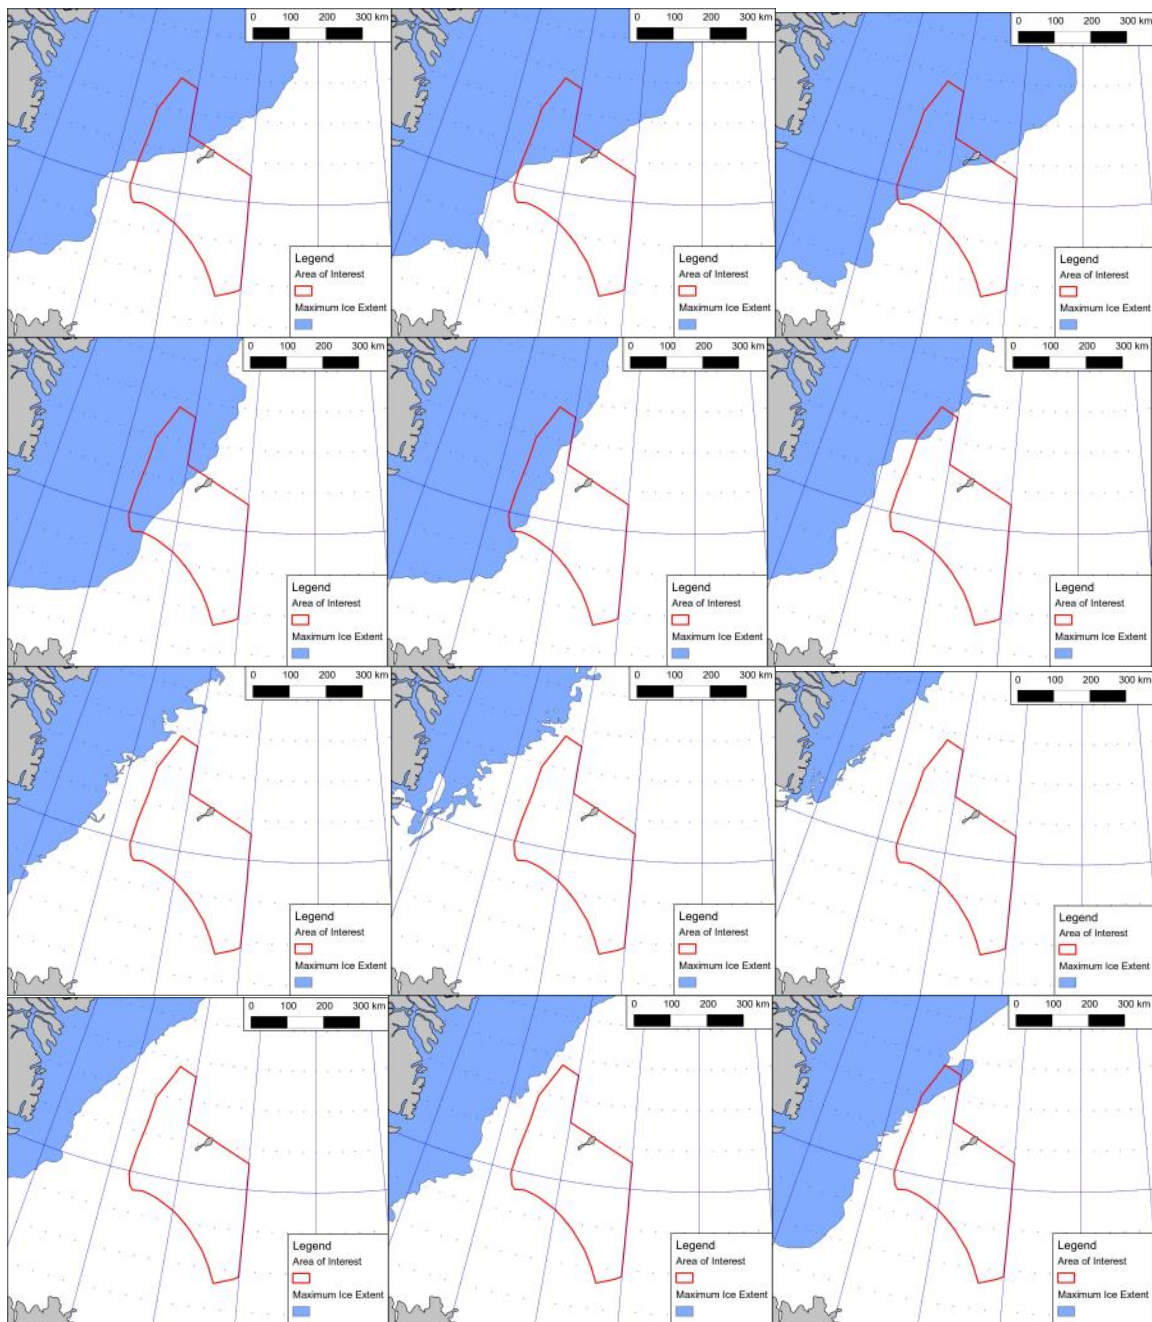 0 100 200 300 km
Legend
Area of Interest
Maximum Ice Extent
0 100 200 300 km
Legend
Area of Interest
Maximum Ice Extent
0 100 200 300 km
Legend
Area of Interest
Maximum Ice Extent
0 100 200 300 km
Legend
Area of Interest
Maximum Ice Extent
0 100 200 300 km
Legend
Area of Interest
Maximum Ice Extent
0 100 200 300 km
Legend
Area of Interest
Maximum Ice Extent
0 100 200 300 km
Legend
Area of Interest
Maximum Ice Extent
0 100 200 300 km
Legend
Area of Interest
Maximum Ice Extent
0 100 200 300 km
Legend
Area of Interest
Maximum Ice Extent
0 100 200 300 km
Legend
Area of Interest
Maximum Ice Extent
0 100 200 300 km
Legend
Area of Interest
Maximum Ice Extent
0 100 200 300 km
Legend
Area of Interest
Maximum Ice Extent